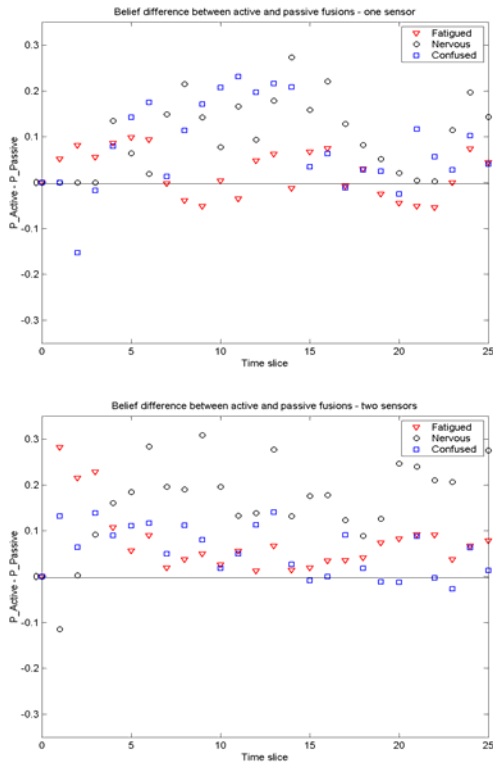 Belief difference between active and passive fusions - one sensor
Fatigued
Nervous
Confused
0.3
0.2
0.1
0
-0.1
-0.2
-0.3
P_Active - P_Passive
0 5 10 15 20 25
Time slice
Belief difference between active and passive fusions - two sensors
Fatigued
Nervous
Confused
0.3
0.2
0.1
0
-0.1
-0.2
-0.3
P_Active - P_Passive
0 5 10 15 20 25
Time slice